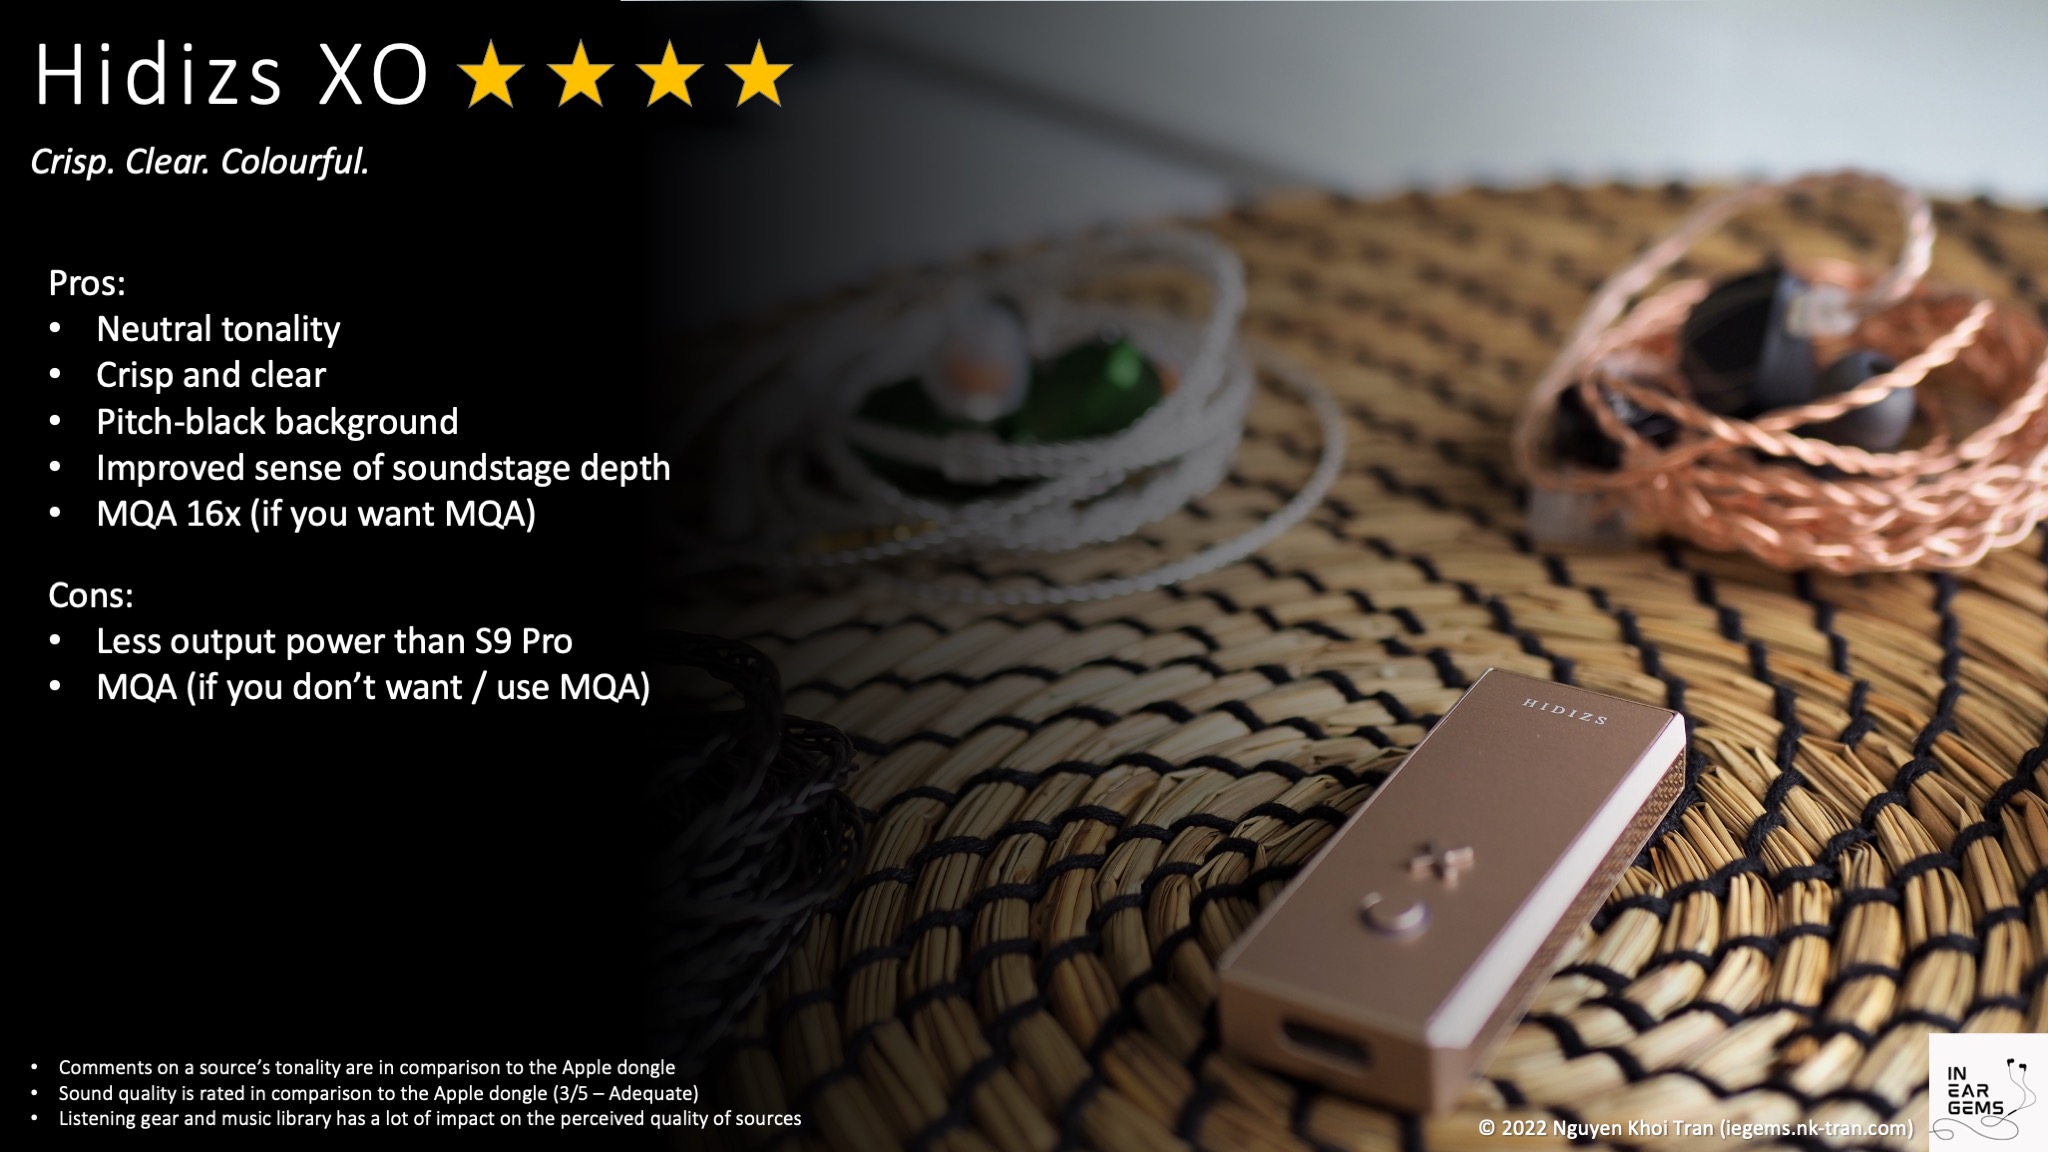 Hidizs XO ★★★★
Crisp. Clear. Colourful.
Pros:
• Neutral tonality
• Crisp and clear
• Pitch-black background
• Improved sense of soundstage depth
• MQA 16x (if you want MQA)
Cons:
• Less output power than S9 Pro
• MQA (if you don’t want / use MQA)
HIDIZS
• Comments on a source’s tonality are in comparison to the Apple dongle
• Sound quality is rated in comparison to the Apple dongle (3/5 – Adequate)
• Listening gear and music library has a lot of impact on the perceived quality of sources
© 2022 Nguyen Khoi Tran (iegems.nk-tran.com)
IN
EAR
GEMS